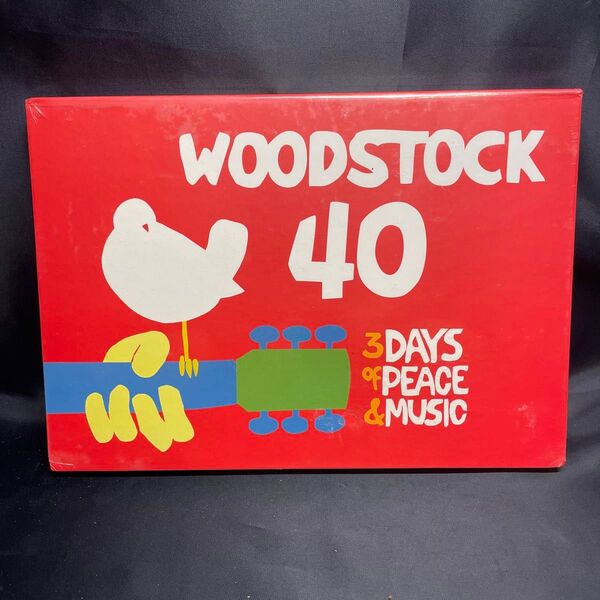 WOODSTOCK
40
3 DAYS
of PEACE
& MUSIC